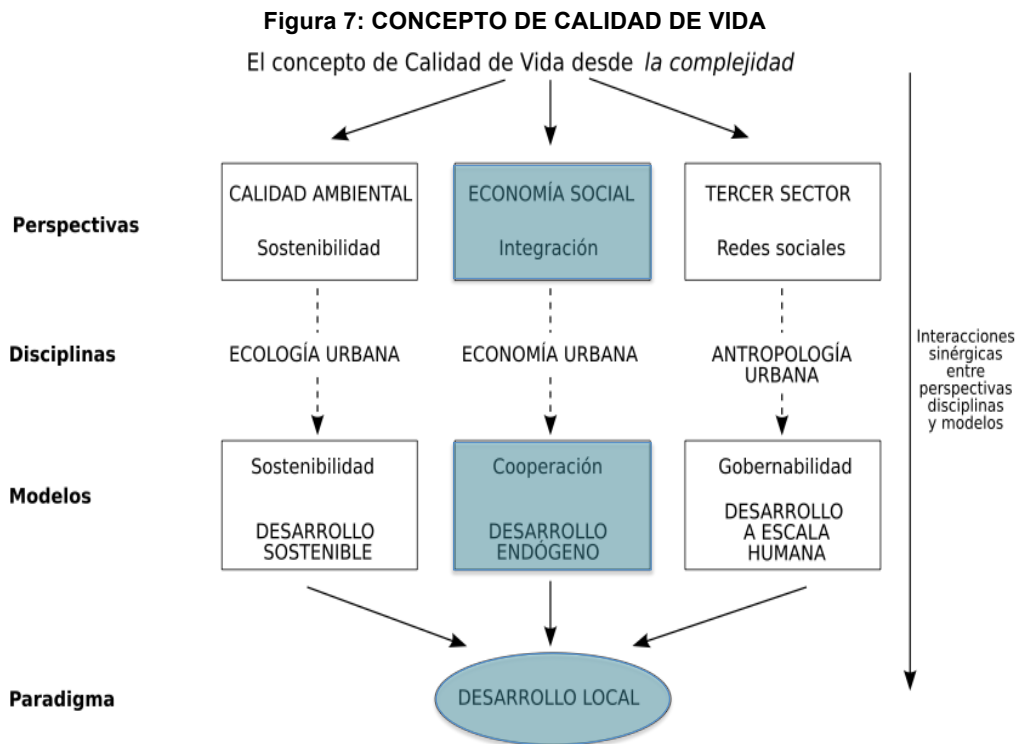 Figura 7: CONCEPTO DE CALIDAD DE VIDA
El concepto de Calidad de Vida desde la complejidad
Perspectivas
CALIDAD AMBIENTAL
Sostenibilidad
ECONOMÍA SOCIAL
Integración
TERCER SECTOR
Redes sociales
Disciplinas
ECOLOGÍA URBANA
ECONOMÍA URBANA
ANTROPOLOGÍA
URBANA
Modelos
Sostenibilidad
DESARROLLO
SOSTENIBLE
Cooperación
DESARROLLO
ENDÓGENO
Gobernabilidad
DESARROLLO
A ESCALA
HUMANA
Interacciones
sinérgicas
entre
perspectivas
disciplinas
y modelos
Paradigma
DESARROLLO LOCAL